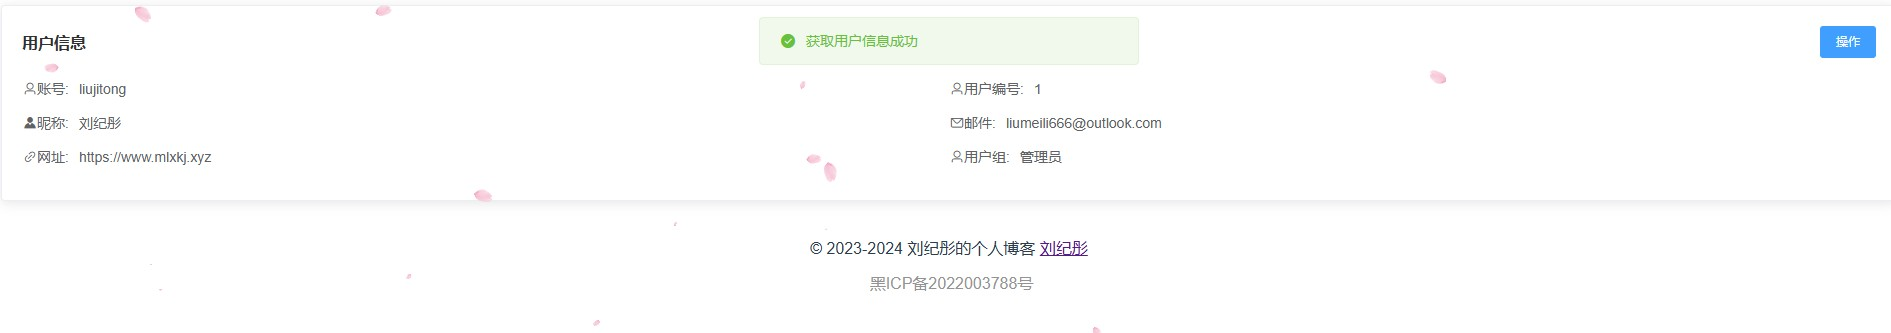 用户信息
获取用户信息成功
操作
账号: liujitong
用户编号: 1
昵称: 刘纪彤
邮件: liumeili666@outlook.com
网址: https://www.mlxkj.xyz
用户组: 管理员
© 2023-2024 刘纪彤的个人博客 刘纪彤
黑ICP备2022003788号